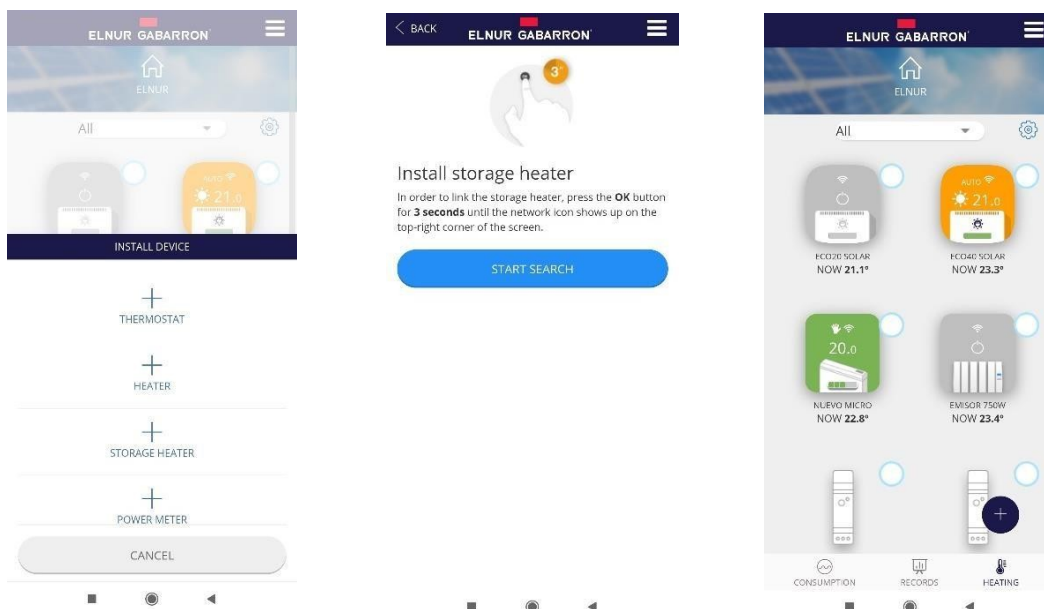 ELNUR GABARRON
ELNUR
All
AUTO
21.0
INSTALL DEVICE
THERMOSTAT
HEATER
STORAGE HEATER
POWER METER
CANCEL
BACK
ELNUR GABARRON
3"
Install storage heater
In order to link the storage heater, press the OK button
for 3 seconds until the network icon shows up on the
top-right corner of the screen.
START SEARCH
ELNUR GABARRON
ELNUR
All
AUTO
21.0
ECO20 SOLAR
NOW 21.1°
ECO40 SOLAR
NOW 23.3°
20.0
NUEVO MICRO
NOW 22.8°
EMISOR 750W
NOW 23.4°
CONSUMPTION
RECORDS
HEATING